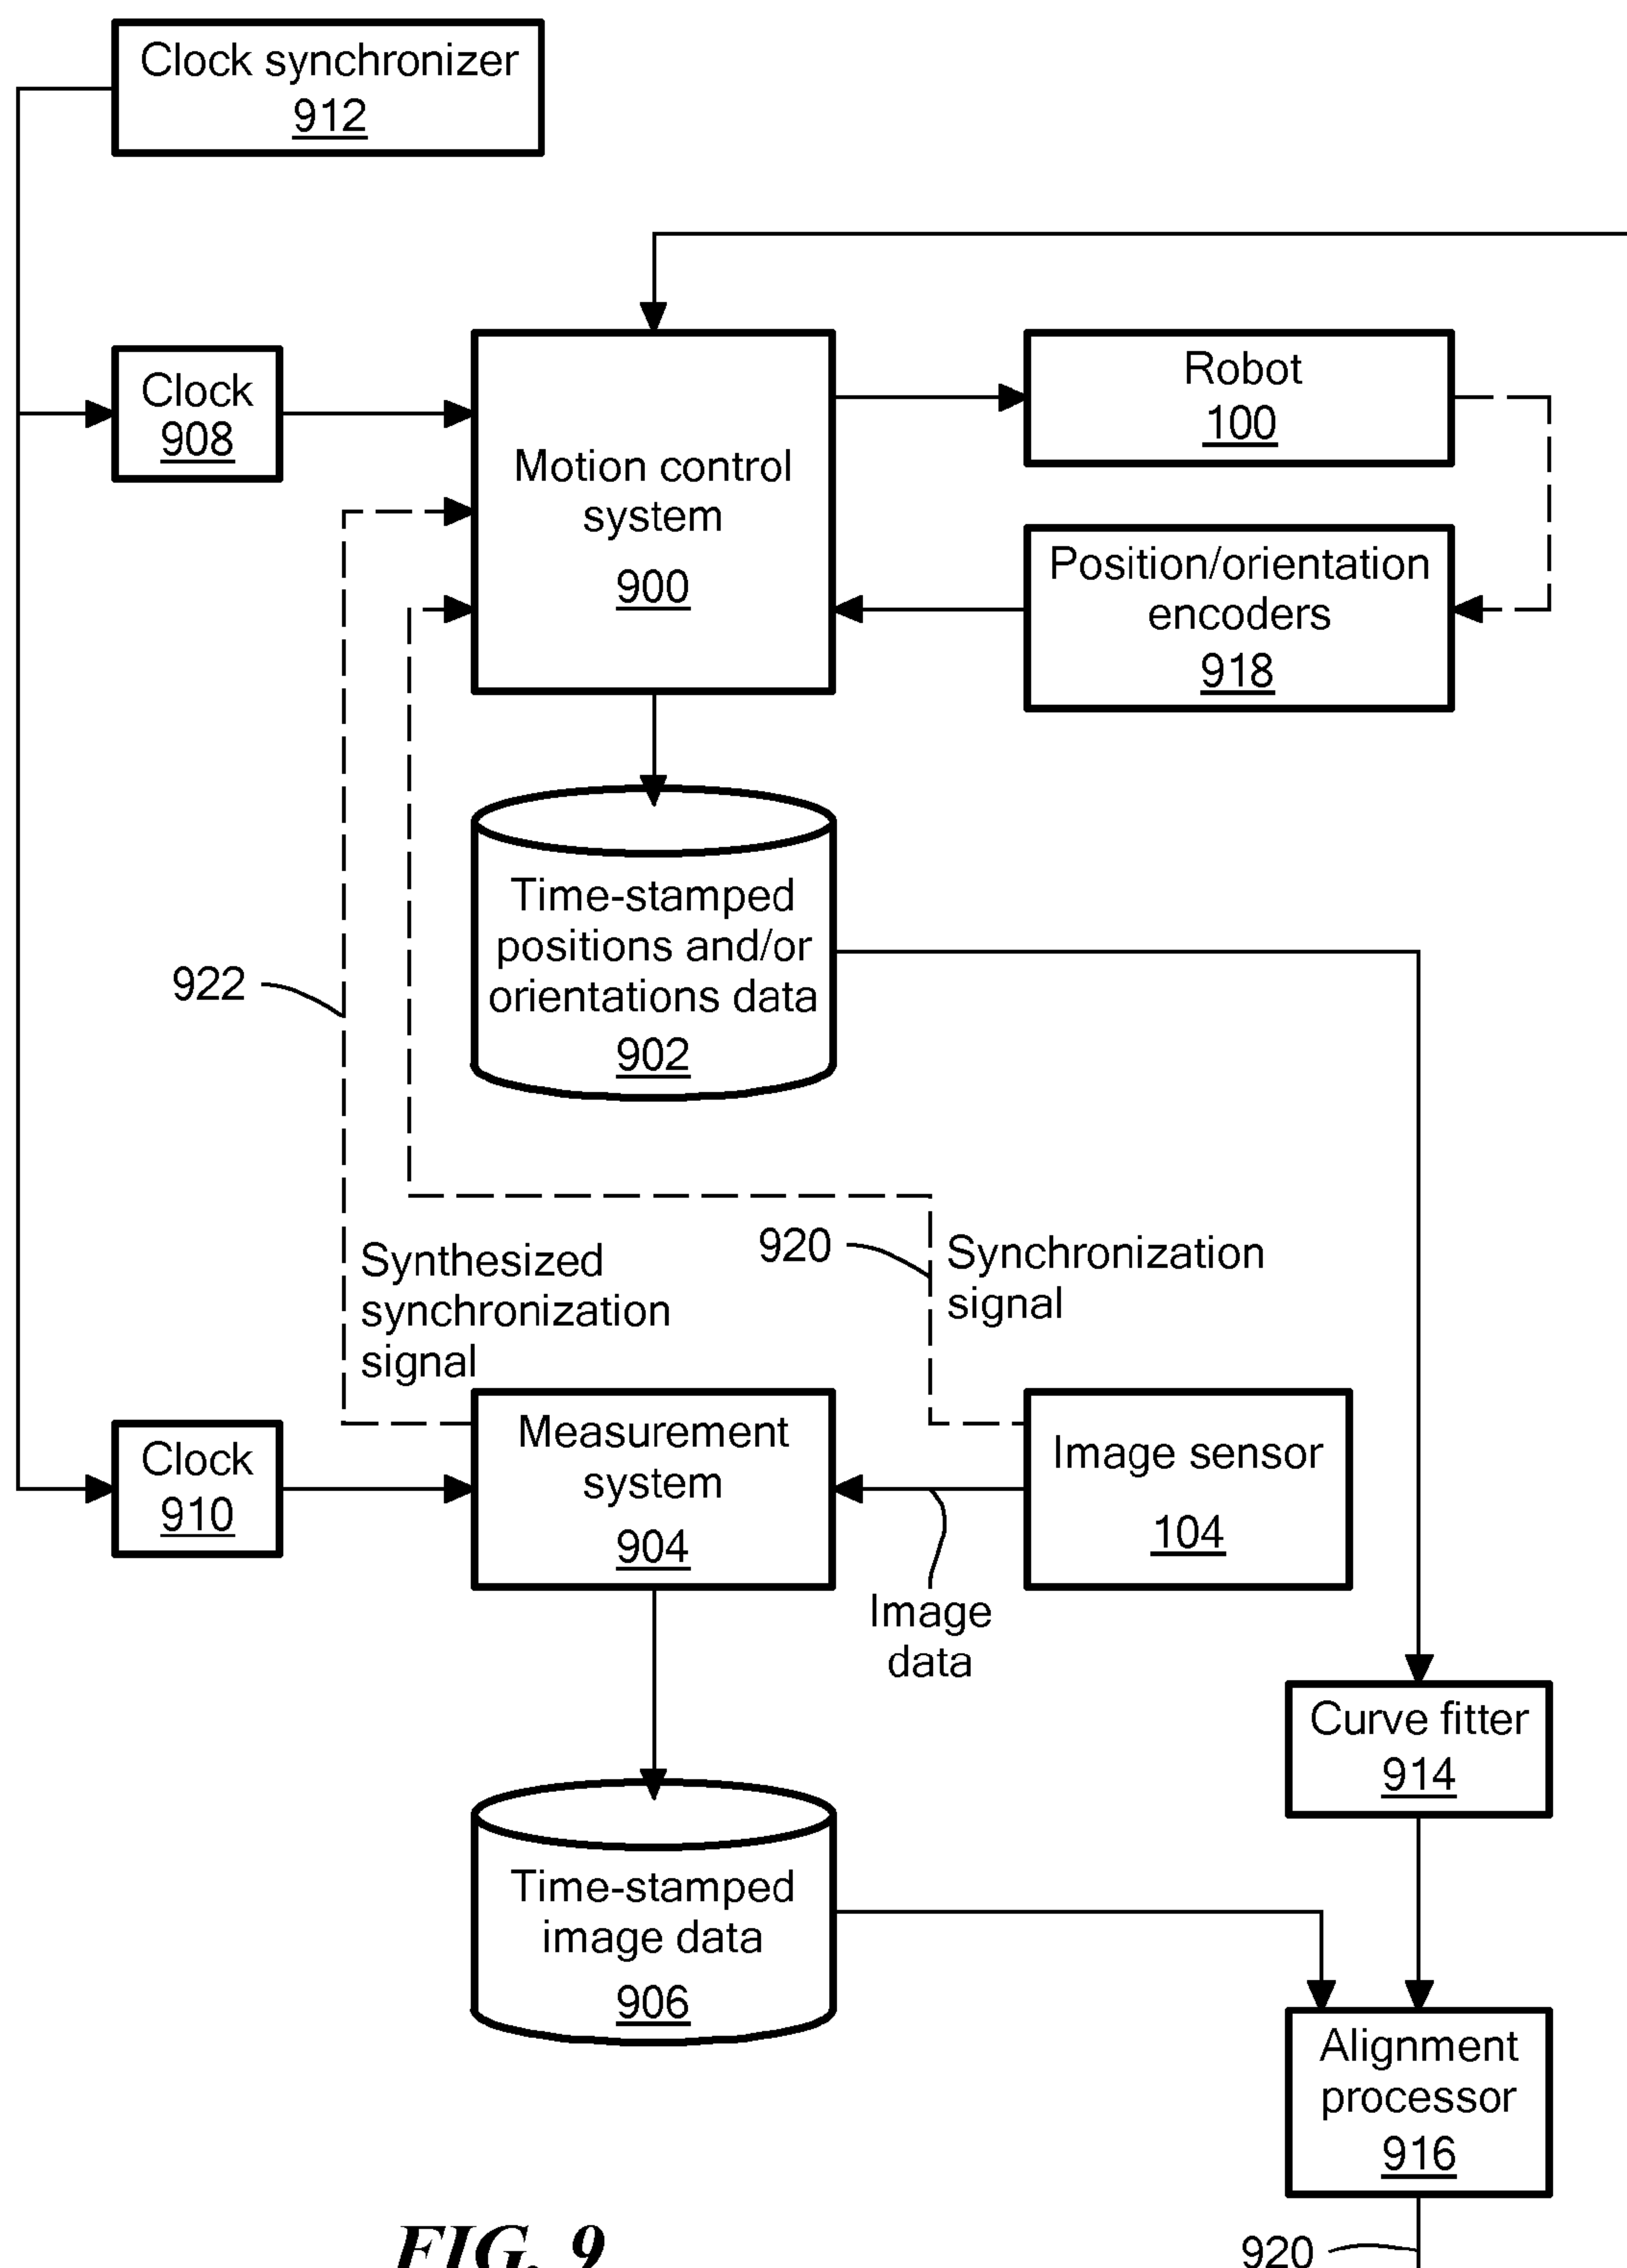 Clock synchronizer
912
Clock
908
Motion control
system
900
Robot
100
Position/orientation
encoders
918
Time-stamped
positions and/or
orientations data
902
922
920
Synchronization
signal
Synthesized
synchronization
signal
Clock
910
Measurement
system
904
Image sensor
104
Image
data
Curve fitter
914
Time-stamped
image data
906
Alignment
processor
916
FIG. 9
920